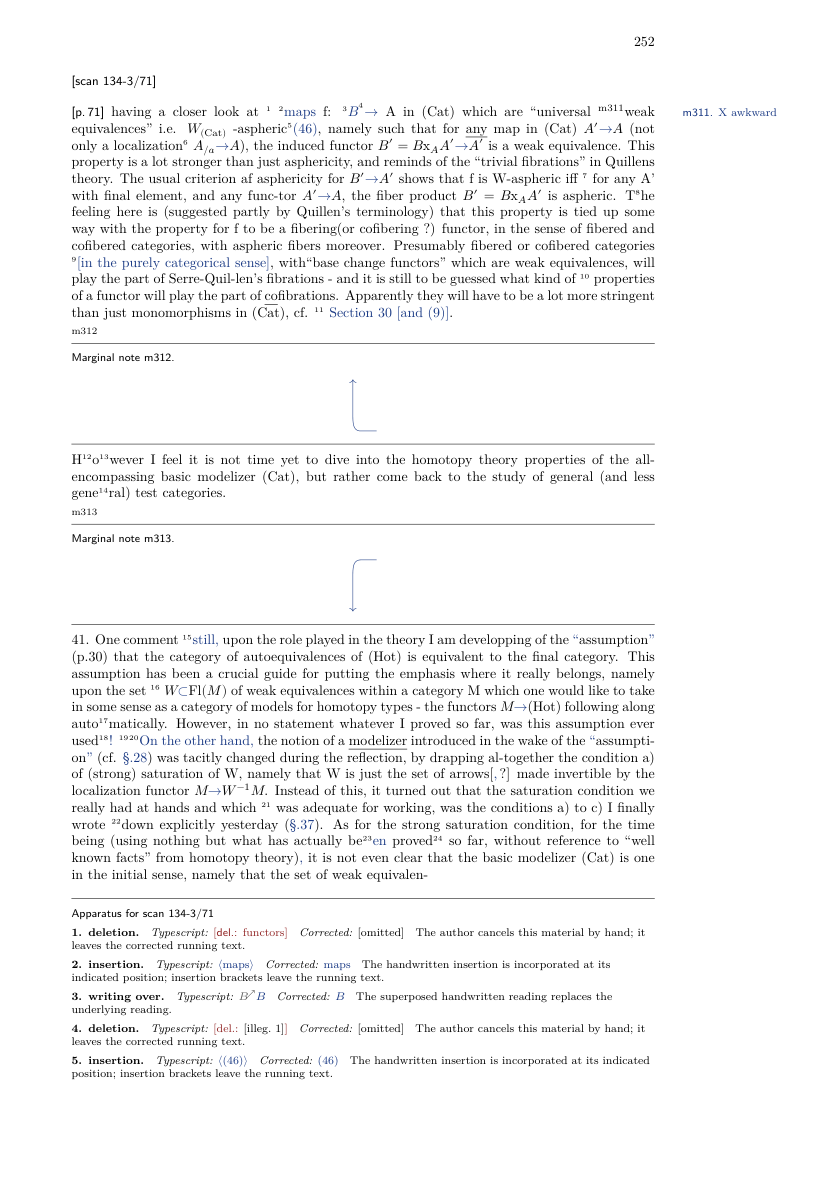 252
[scan 134-3/71]
[p. 71] having a closer look at ¹ ²maps f: ³B⁴→ A in (Cat) which are “universal ᵐ³¹¹weak
m311. X awkward
equivalences” i.e. W(Cat) -aspheric⁵(46), namely such that for any map in (Cat) A′→A (not
only a localization⁶ A/a→A), the induced functor B′ = BxAA′→A′ is a weak equivalence. This
property is a lot stronger than just asphericity, and reminds of the “trivial fibrations” in Quillens
theory. The usual criterion af asphericity for B′→A′ shows that f is W-aspheric iff ⁷ for any A’
with final element, and any func-tor A′→A, the fiber product B′ = BxAA′ is aspheric. T⁸he
feeling here is (suggested partly by Quillen’s terminology) that this property is tied up some
way with the property for f to be a fibering(or cofibering ?) functor, in the sense of fibered and
cofibered categories, with aspheric fibers moreover. Presumably fibered or cofibered categories
⁹[in the purely categorical sense], with“base change functors” which are weak equivalences, will
play the part of Serre-Quil-len’s fibrations - and it is still to be guessed what kind of ¹⁰ properties
of a functor will play the part of cofibrations. Apparently they will have to be a lot more stringent
than just monomorphisms in (Cat), cf. ¹¹ Section 30 [and (9)].
m312
Marginal note m312.
H¹²o¹³wever I feel it is not time yet to dive into the homotopy theory properties of the all-
encompassing basic modelizer (Cat), but rather come back to the study of general (and less
gene¹⁴ral) test categories.
m313
Marginal note m313.
41. One comment ¹⁵still, upon the role played in the theory I am developping of the “assumption”
(p.30) that the category of autoequivalences of (Hot) is equivalent to the final category. This
assumption has been a crucial guide for putting the emphasis where it really belongs, namely
upon the set ¹⁶ W⊂Fl(M) of weak equivalences within a category M which one would like to take
in some sense as a category of models for homotopy types - the functors M→(Hot) following along
auto¹⁷matically. However, in no statement whatever I proved so far, was this assumption ever
used¹⁸! ¹⁹²⁰On the other hand, the notion of a modelizer introduced in the wake of the “assumpti-
on” (cf. §.28) was tacitly changed during the reflection, by drapping al-together the condition a)
of (strong) saturation of W, namely that W is just the set of arrows[, ?] made invertible by the
localization functor M→W⁻¹M. Instead of this, it turned out that the saturation condition we
really had at hands and which ²¹ was adequate for working, was the conditions a) to c) I finally
wrote ²²down explicitly yesterday (§.37). As for the strong saturation condition, for the time
being (using nothing but what has actually be²³en proved²⁴ so far, without reference to “well
known facts” from homotopy theory), it is not even clear that the basic modelizer (Cat) is one
in the initial sense, namely that the set of weak equivalen-
Apparatus for scan 134-3/71
1. deletion. Typescript: [del.: functors] Corrected: [omitted] The author cancels this material by hand; it
leaves the corrected running text.
2. insertion. Typescript: ⟨maps⟩ Corrected: maps The handwritten insertion is incorporated at its
indicated position; insertion brackets leave the running text.
3. writing over. Typescript: B↗B Corrected: B The superposed handwritten reading replaces the
underlying reading.
4. deletion. Typescript: [del.: [illeg. 1]] Corrected: [omitted] The author cancels this material by hand; it
leaves the corrected running text.
5. insertion. Typescript: ⟨(46)⟩ Corrected: (46) The handwritten insertion is incorporated at its indicated
position; insertion brackets leave the running text.